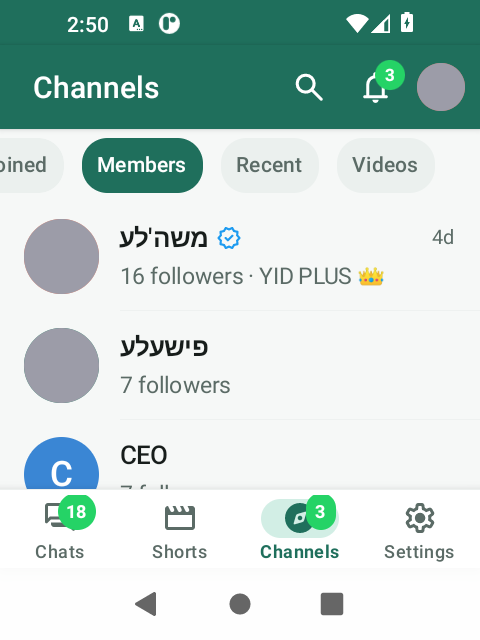 2:50
Channels
3
oined
Members
Recent
Videos
משה'לע
4d
16 followers · YID PLUS 👑
פישעלע
7 followers
CEO
C
18
3
Chats
Shorts
Channels
Settings